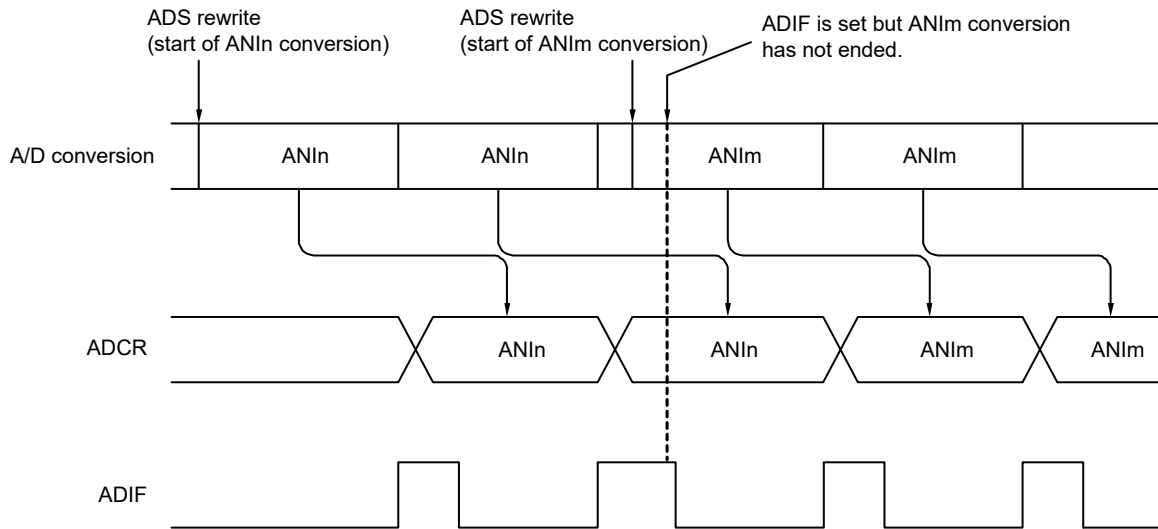 ADS rewrite
(start of ANIn conversion)
ADS rewrite
(start of ANIm conversion)
ADIF is set but ANIm conversion
has not ended.
A/D conversion
ANIn
ANIn
ANIm
ANIm
ADCR
ANIn
ANIn
ANIm
ANIm
ADIF